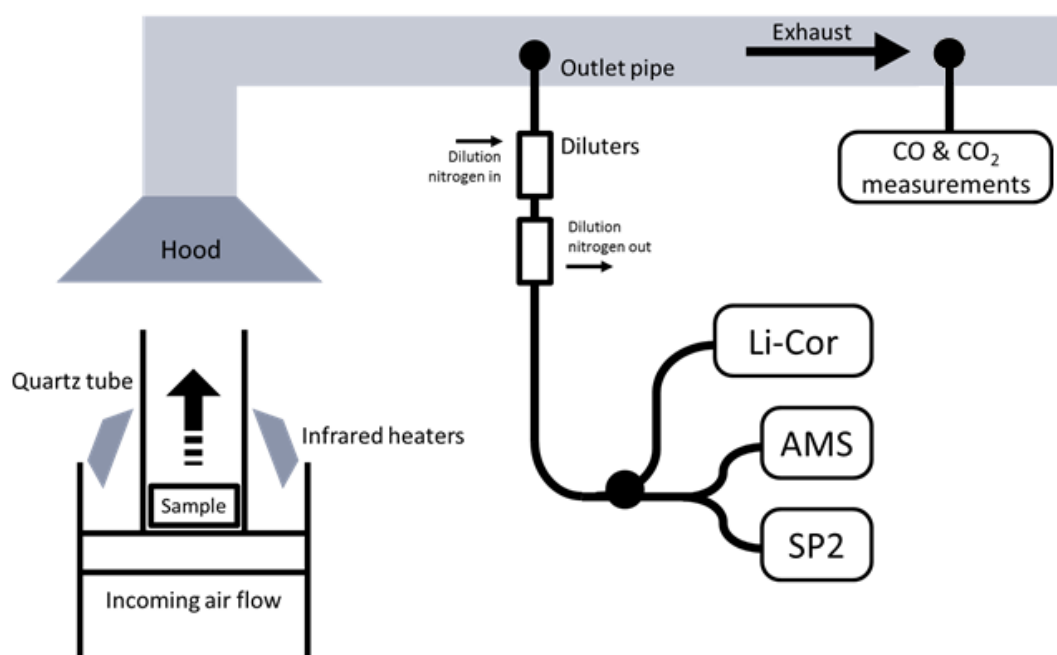 Exhaust
Outlet pipe
Diluters
Dilution
nitrogen in
CO & CO₂
measurements
Dilution
nitrogen out
Hood
Li-Cor
Quartz tube
Infrared heaters
AMS
Sample
SP2
Incoming air flow